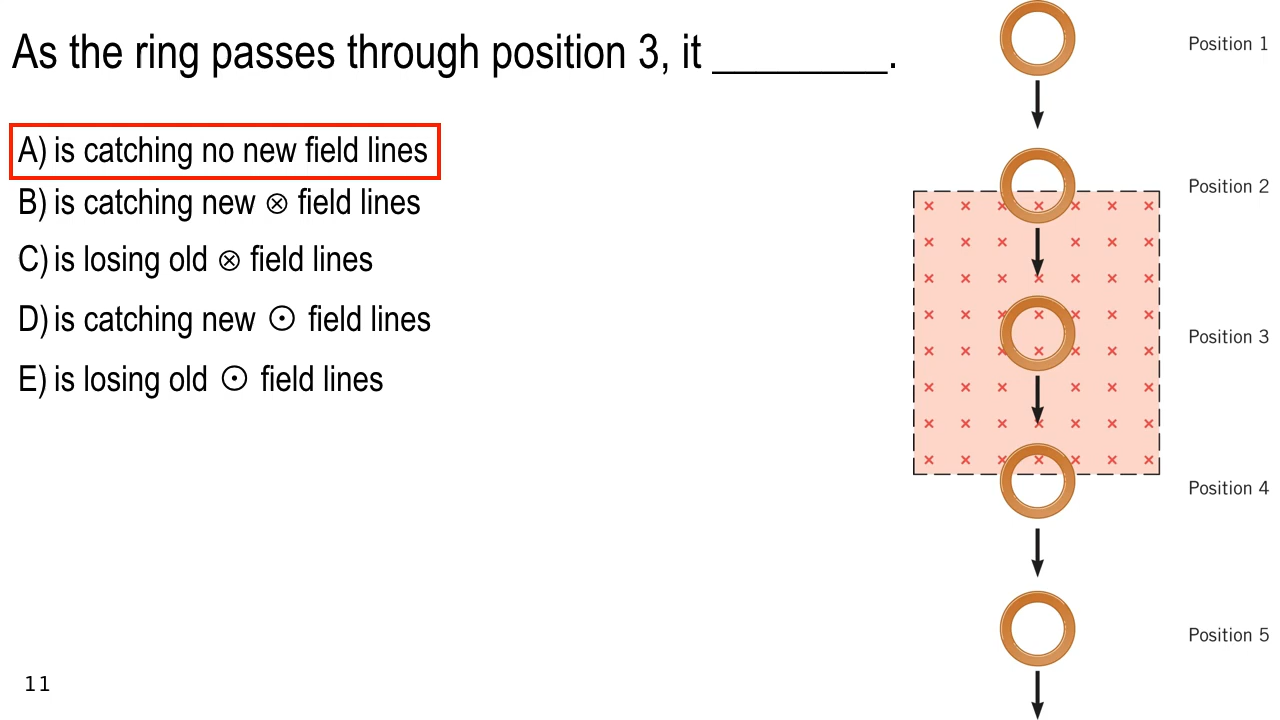 As the ring passes through position 3, it ________.
A) is catching no new field lines
B) is catching new ⊗ field lines
C) is losing old ⊗ field lines
D) is catching new ⊙ field lines
E) is losing old ⊙ field lines
Position 1
Position 2
Position 3
Position 4
Position 5
11